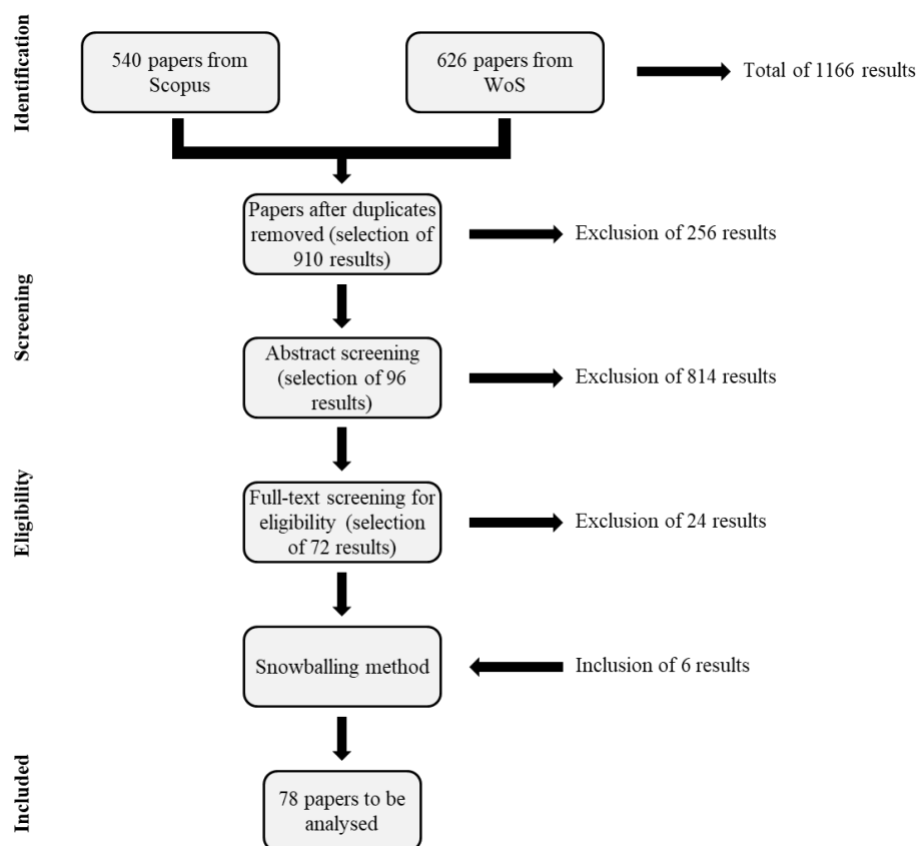 Identification
540 papers from
Scopus
626 papers from
WoS
Total of 1166 results
Papers after duplicates
removed (selection of
910 results)
Exclusion of 256 results
Screening
Abstract screening
(selection of 96
results)
Exclusion of 814 results
Eligibility
Full-text screening for
eligibility (selection
of 72 results)
Exclusion of 24 results
Snowballing method
Inclusion of 6 results
Included
78 papers to be
analysed